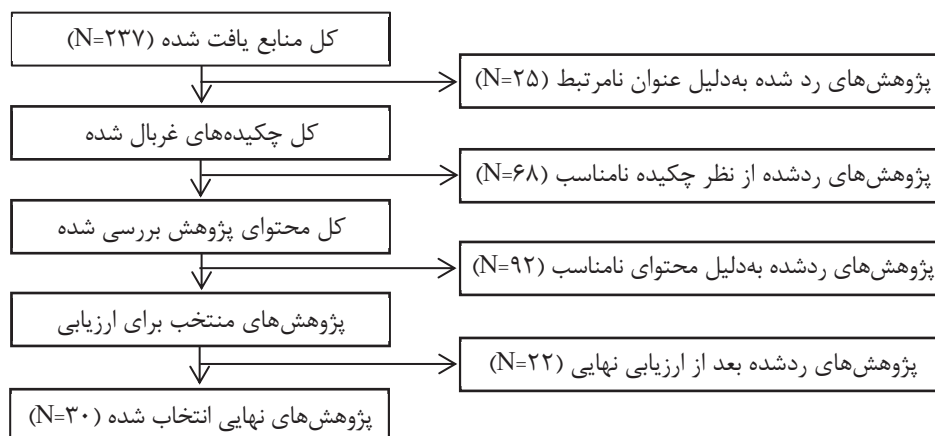 کل منابع یافت شده (N=۲۳۷)
پژوهش‌های رد شده به‌دلیل عنوان نامرتبط (N=۲۵)
کل چکیده‌های غربال شده
پژوهش‌های ردشده از نظر چکیده نامناسب (N=۶۸)
کل محتوای پژوهش بررسی شده
پژوهش‌های ردشده به‌دلیل محتوای نامناسب (N=۹۲)
پژوهش‌های منتخب برای ارزیابی
پژوهش‌های ردشده بعد از ارزیابی نهایی (N=۲۲)
پژوهش‌های نهایی انتخاب شده (N=۳۰)